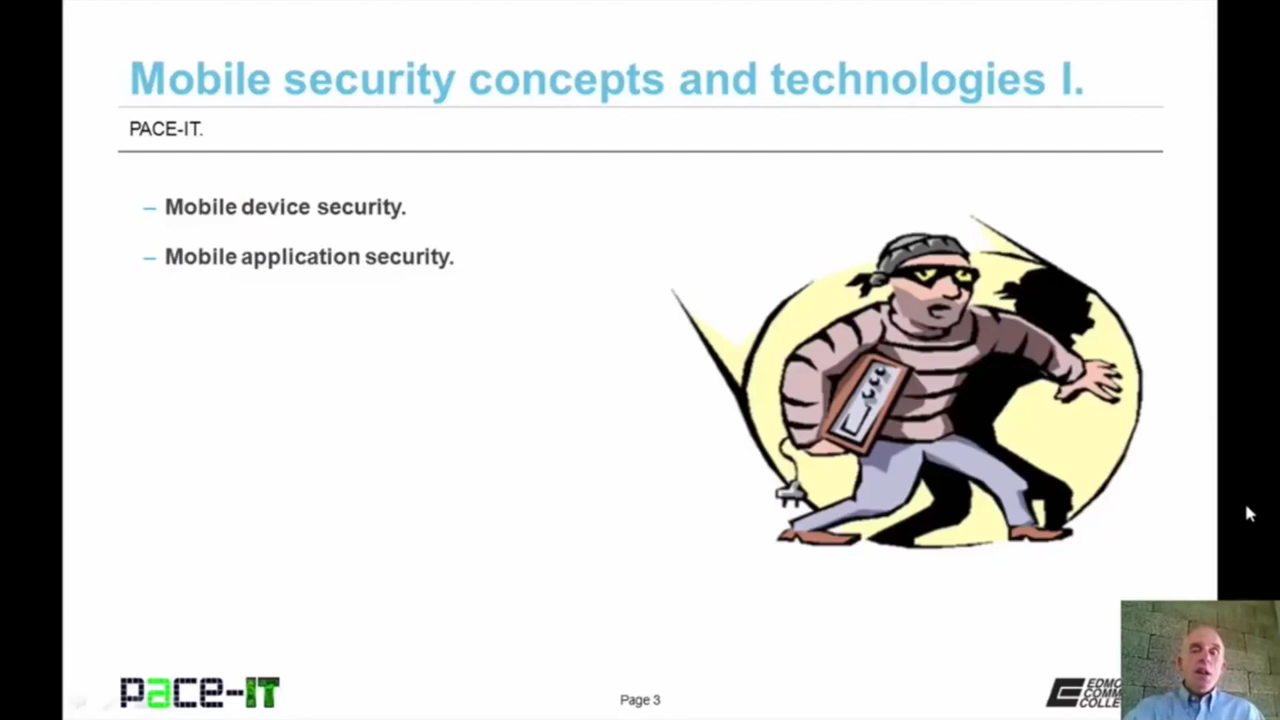 Mobile security concepts and technologies I.
PACE-IT.
– Mobile device security.
– Mobile application security.
pace-IT
Page 3